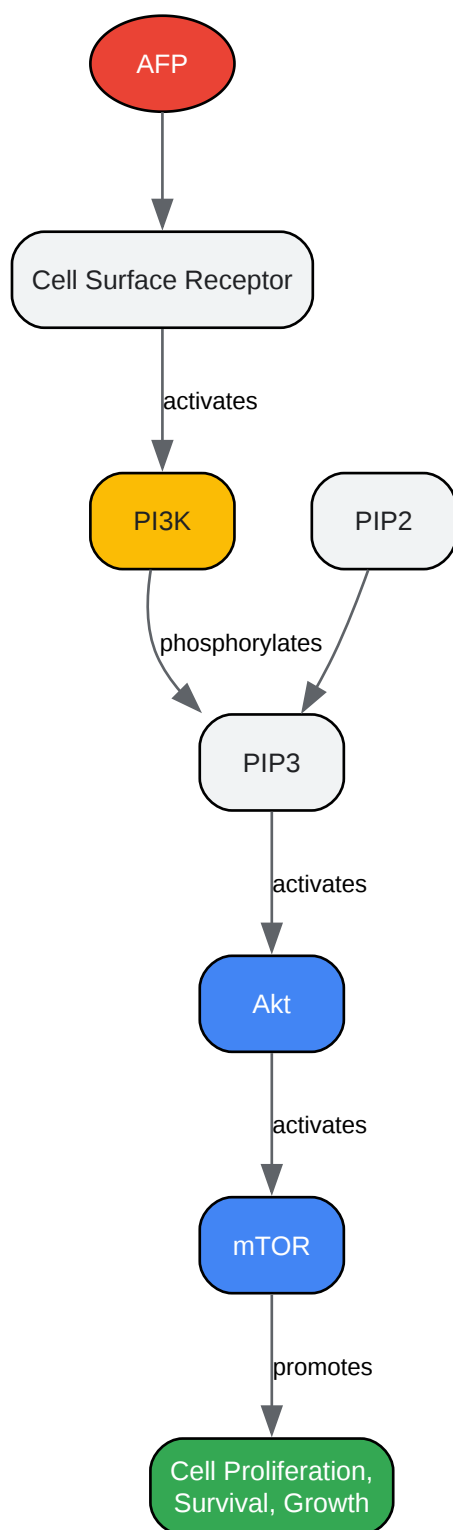 AFP
Cell Surface Receptor
activates
PI3K
PIP2
phosphorylates
PIP3
activates
Akt
activates
mTOR
promotes
Cell Proliferation,
Survival, Growth